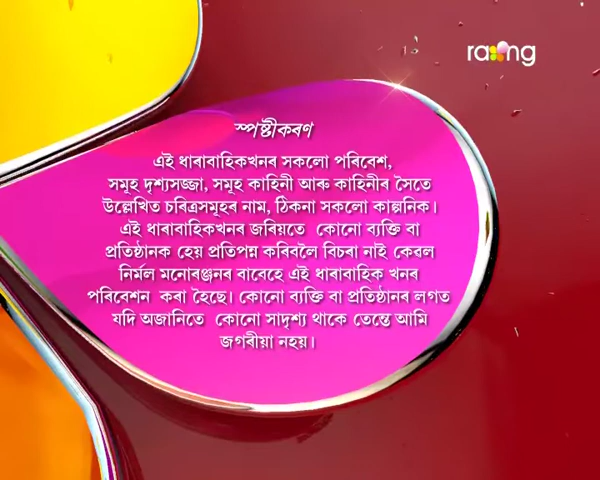 raang
স্পষ্টীকৰণ
এই ধাৰাবাহিকখনৰ সকলো পৰিবেশ,
সমূহ দৃশ্যসজ্জা, সমূহ কাহিনী আৰু কাহিনীৰ সৈতে
উল্লেখিত চৰিত্ৰসমূহৰ নাম, ঠিকনা সকলো কাল্পনিক।
এই ধাৰাবাহিকখনৰ জৰিয়তে কোনো ব্যক্তি বা
প্ৰতিষ্ঠানক হেয় প্ৰতিপন্ন কৰিবলৈ বিচৰা নাই কেৱল
নিৰ্মল মনোৰঞ্জনৰ বাবেহে এই ধাৰাবাহিক খনৰ
পৰিবেশন কৰা হৈছে। কোনো ব্যক্তি বা প্ৰতিষ্ঠানৰ লগত
যদি অজানিতে কোনো সাদৃশ্য থাকে তেন্তে আমি
জগৰীয়া নহয়।